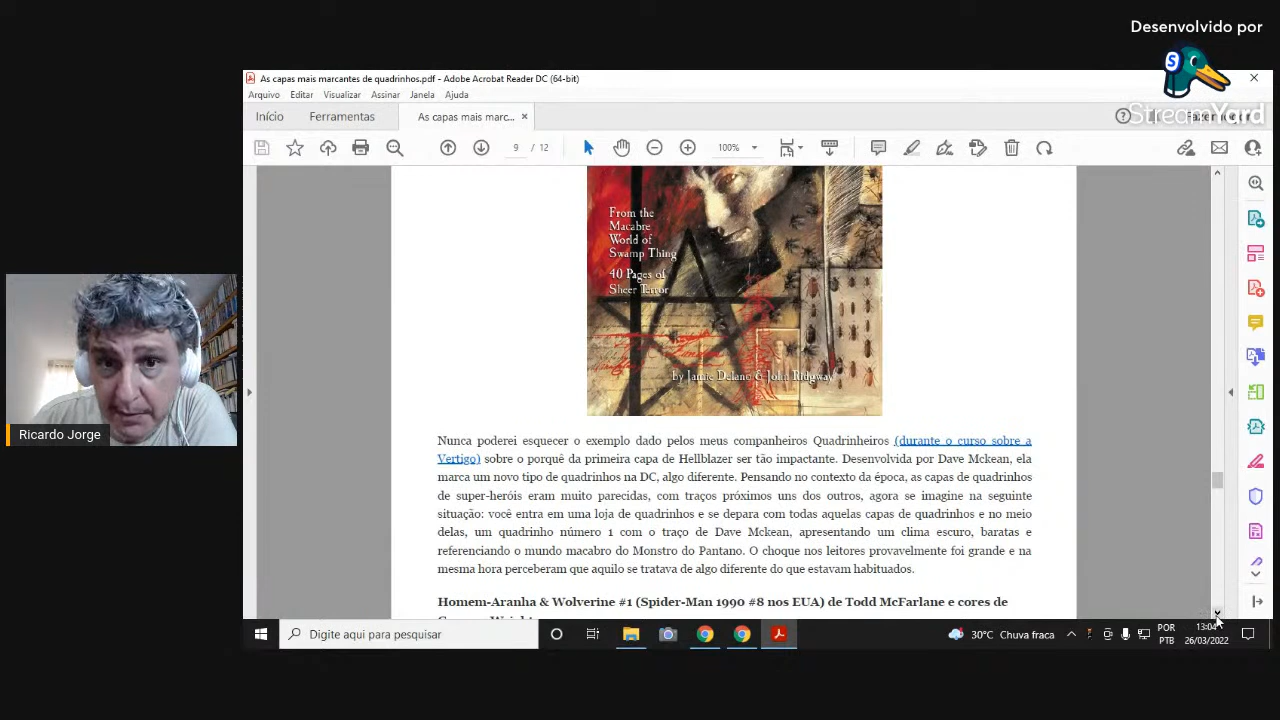 Desenvolvido por
StreamYard
As capas mais marcantes de quadrinhos.pdf - Adobe Acrobat Reader DC (64-bit)
Arquivo Editar Visualizar Assinar Janela Ajuda
Início Ferramentas As capas mais marc...
9 / 12 100%
From the
Macabre
World of
Swamp Thing
40 Pages of
Sheer Terror
by Jamie Delano & John Ridgway
Nunca poderei esquecer o exemplo dado pelos meus companheiros Quadrinheiros (durante o curso sobre a
Vertigo) sobre o porquê da primeira capa de Hellblazer ser tão impactante. Desenvolvida por Dave Mckean, ela
marca um novo tipo de quadrinhos na DC, algo diferente. Pensando no contexto da época, as capas de quadrinhos
de super-heróis eram muito parecidas, com traços próximos uns dos outros, agora se imagine na seguinte
situação: você entra em uma loja de quadrinhos e se depara com todas aquelas capas de quadrinhos e no meio
delas, um quadrinho número 1 com o traço de Dave Mckean, apresentando um clima escuro, baratas e
referenciando o mundo macabro do Monstro do Pantano. O choque nos leitores provavelmente foi grande e na
mesma hora perceberam que aquilo se tratava de algo diferente do que estavam habituados.
Homem-Aranha & Wolverine #1 (Spider-Man 1990 #8 nos EUA) de Todd McFarlane e cores de
Ricardo Jorge
Digite aqui para pesquisar
30°C Chuva fraca
POR
PTB
13:04
26/03/2022